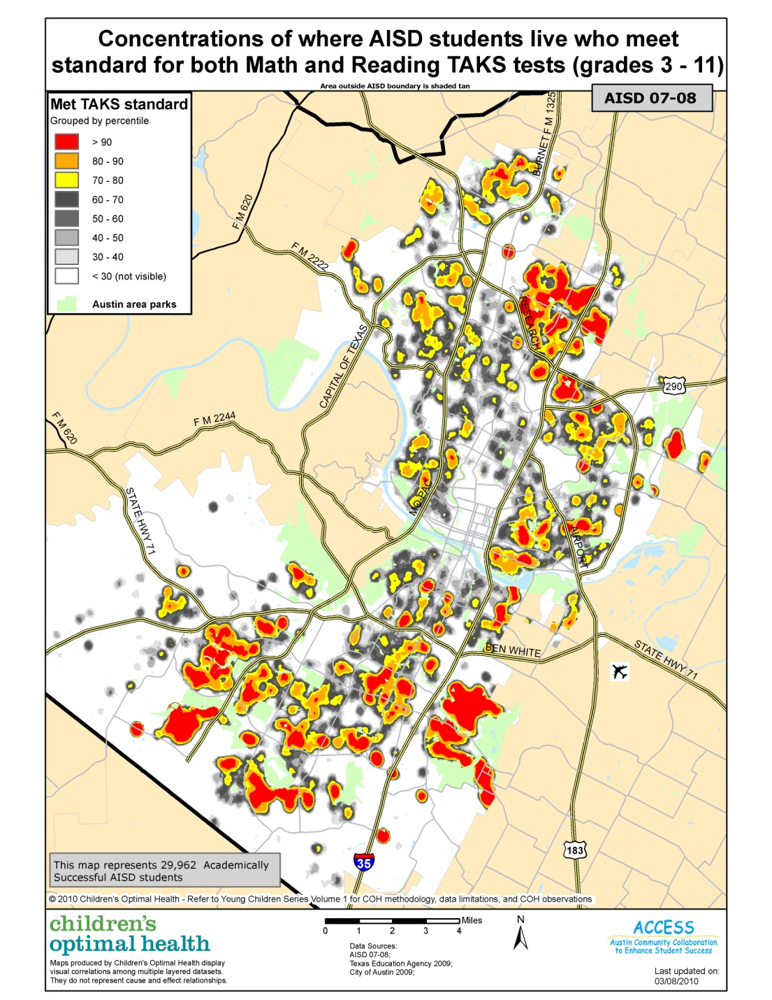 Concentrations of where AISD students live who meet
standard for both Math and Reading TAKS tests (grades 3 - 11)
Area outside AISD boundary is shaded tan
AISD 07-08
Met TAKS standard
Grouped by percentile
> 90
80 - 90
70 - 80
60 - 70
50 - 60
40 - 50
30 - 40
< 30 (not visible)
Austin area parks
BURNET F M 1325
F M 620
F M 2222
RESEARCH
CAPITAL OF TEXAS
290
F M 620
F M 2244
MO-PAC
STATE HWY 71
AIRPORT
BEN WHITE
STATE HWY 71
183
35
This map represents 29,962 Academically
Successful AISD students
© 2010 Children's Optimal Health - Refer to Young Children Series Volume 1 for COH methodology, data limitations, and COH observations
children's
optimal health
Maps produced by Children's Optimal Health display
visual correlations among multiple layered datasets.
They do not represent cause and effect relationships.
Miles
0 1 2 3 4
Data Sources:
AISD 07-08;
Texas Education Agency 2009;
City of Austin 2009;
N
ACCESS
Austin Community Collaboration
to Enhance Student Success
Last updated on:
03/08/2010